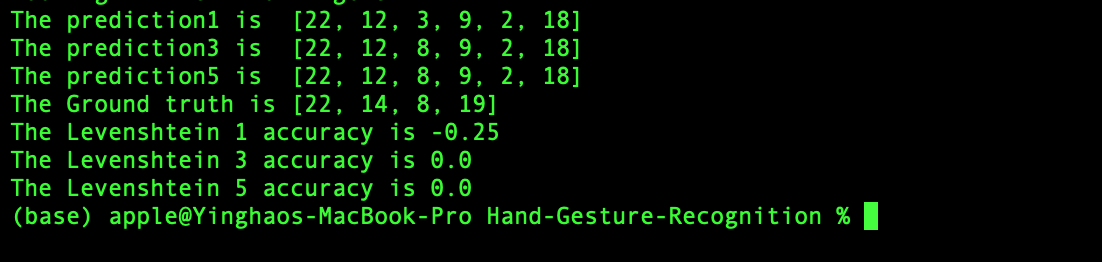 The prediction1 is  [22, 12, 3, 9, 2, 18]
The prediction3 is  [22, 12, 8, 9, 2, 18]
The prediction5 is  [22, 12, 8, 9, 2, 18]
The Ground truth is [22, 14, 8, 19]
The Levenshtein 1 accuracy is -0.25
The Levenshtein 3 accuracy is 0.0
The Levenshtein 5 accuracy is 0.0
(base) apple@Yinghaos-MacBook-Pro Hand-Gesture-Recognition %